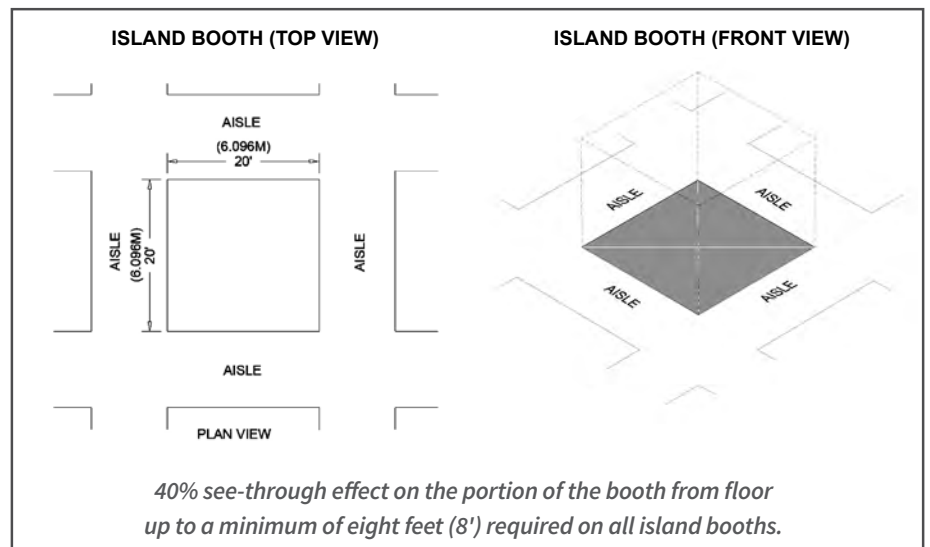 ISLAND BOOTH (TOP VIEW)
AISLE
(6.096M)
20'
AISLE
(6.096M)
20'
AISLE
AISLE
PLAN VIEW
ISLAND BOOTH (FRONT VIEW)
AISLE
AISLE
AISLE
AISLE
40% see-through effect on the portion of the booth from floor
up to a minimum of eight feet (8') required on all island booths.